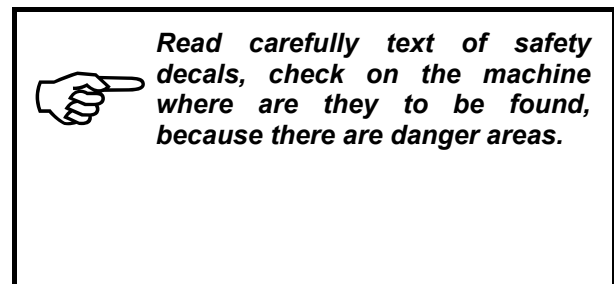 Read carefully text of safety
decals, check on the machine
where are they to be found,
because there are danger areas.